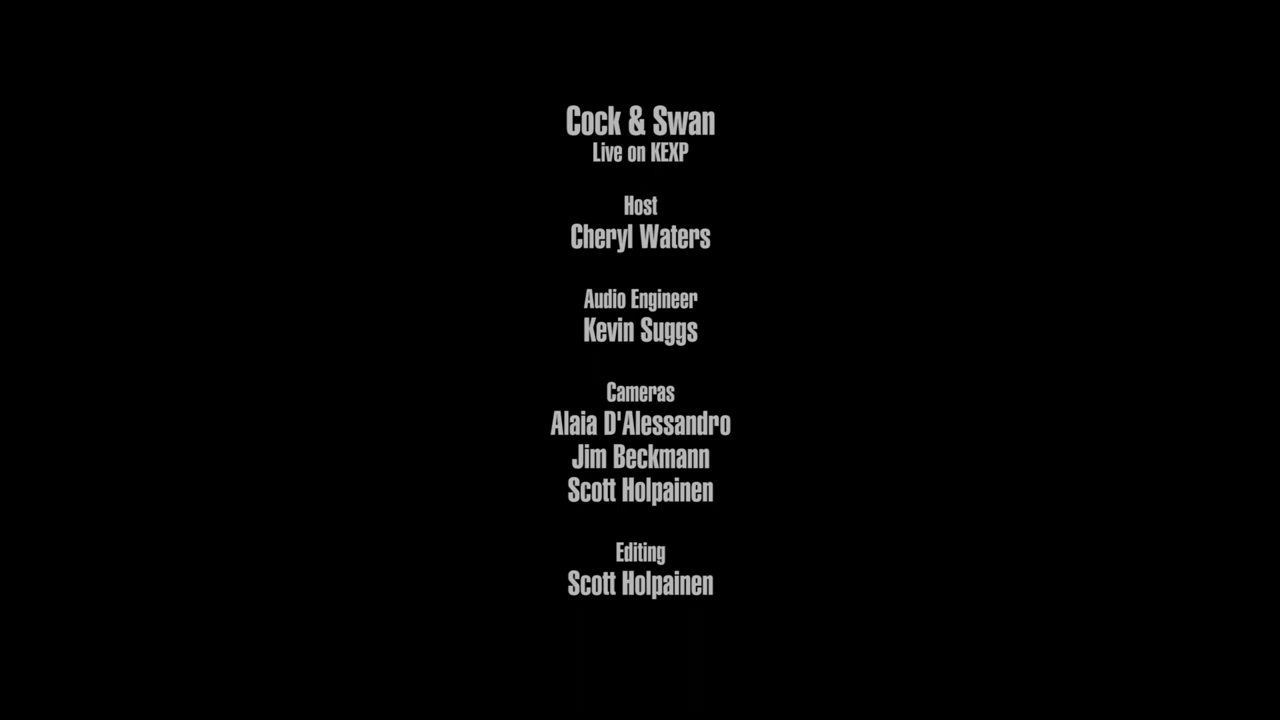 Cock & Swan
Live on KEXP
Host
Cheryl Waters
Audio Engineer
Kevin Suggs
Cameras
Alaia D'Alessandro
Jim Beckmann
Scott Holpainen
Editing
Scott Holpainen